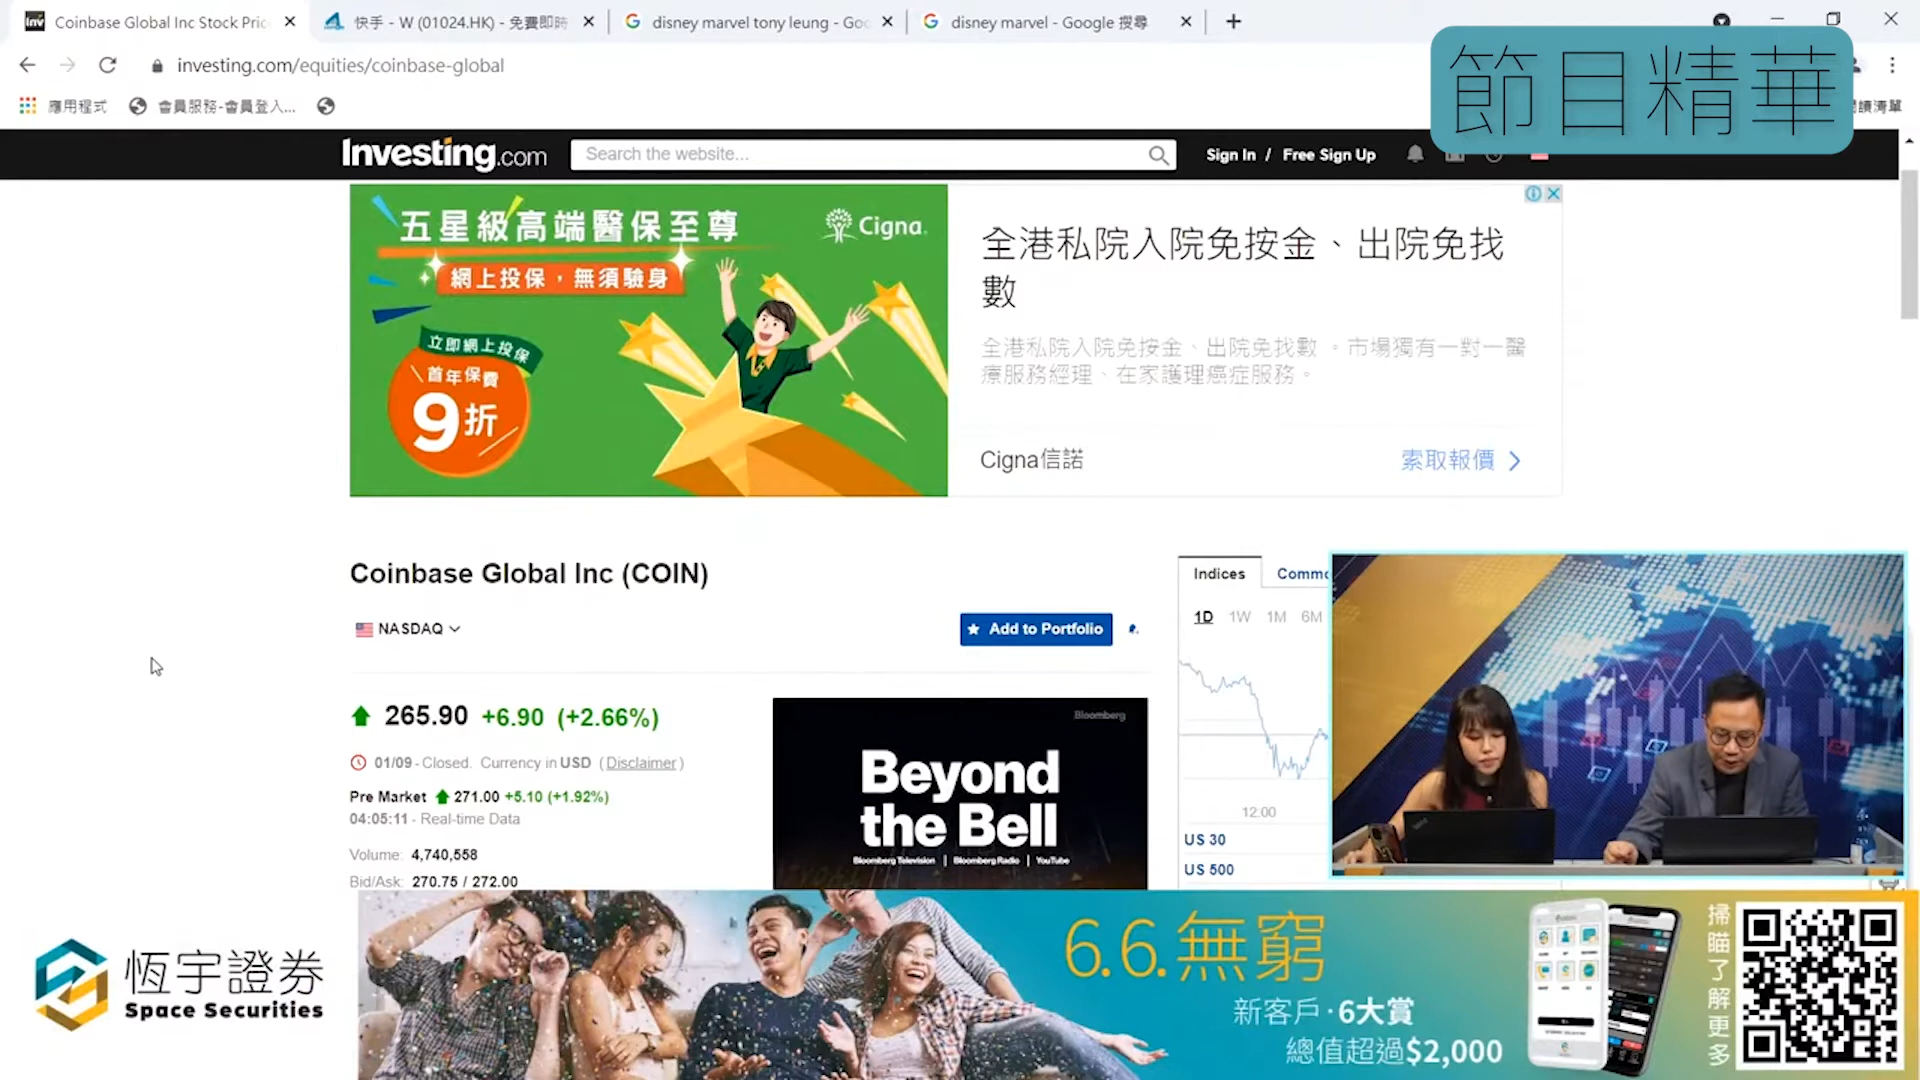 Coinbase Global Inc Stock Pric
快手 - W (01024.HK) - 免費即時
disney marvel tony leung - Goo
disney marvel - Google 搜尋
investing.com/equities/coinbase-global
節目精華
應用程式
會員服務-會員登入...
閱讀清單
Investing.com
Search the website...
Sign In / Free Sign Up
五星級高端醫保至尊
Cigna.
網上投保，無須驗身
立即網上投保
首年保費
9折
全港私院入院免按金、出院免找
數
全港私院入院免按金、出院免找數 。市場獨有一對一醫
療服務經理、在家護理癌症服務。
Cigna信諾
索取報價
Coinbase Global Inc (COIN)
NASDAQ
Add to Portfolio
Indices
Commo
1D 1W 1M 6M
265.90 +6.90 (+2.66%)
01/09 - Closed. Currency in USD ( Disclaimer )
Pre Market 271.00 +5.10 (+1.92%)
04:05:11 - Real-time Data
Volume: 4,740,558
Bid/Ask: 270.75 / 272.00
Bloomberg
Beyond
the Bell
Bloomberg Television | Bloomberg Radio | YouTube
12:00
US 30
US 500
恆宇證券
Space Securities
6.6.無窮
新客戶·6大賞
總值超過$2,000
掃瞄了解更多